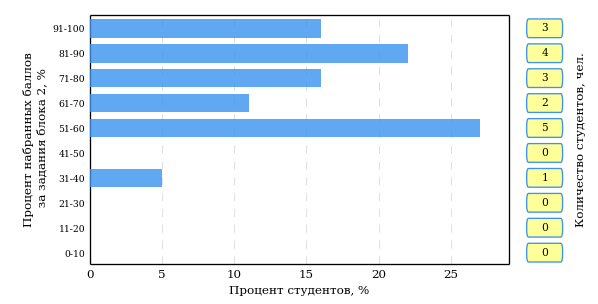 Процент набранных баллов
за задания блока 2, %
91-100 3
81-90 4
71-80 3
61-70 2
51-60 5
41-50 0
31-40 1
21-30 0
11-20 0
0-10 0
0 5 10 15 20 25
Процент студентов, %
Количество студентов, чел.